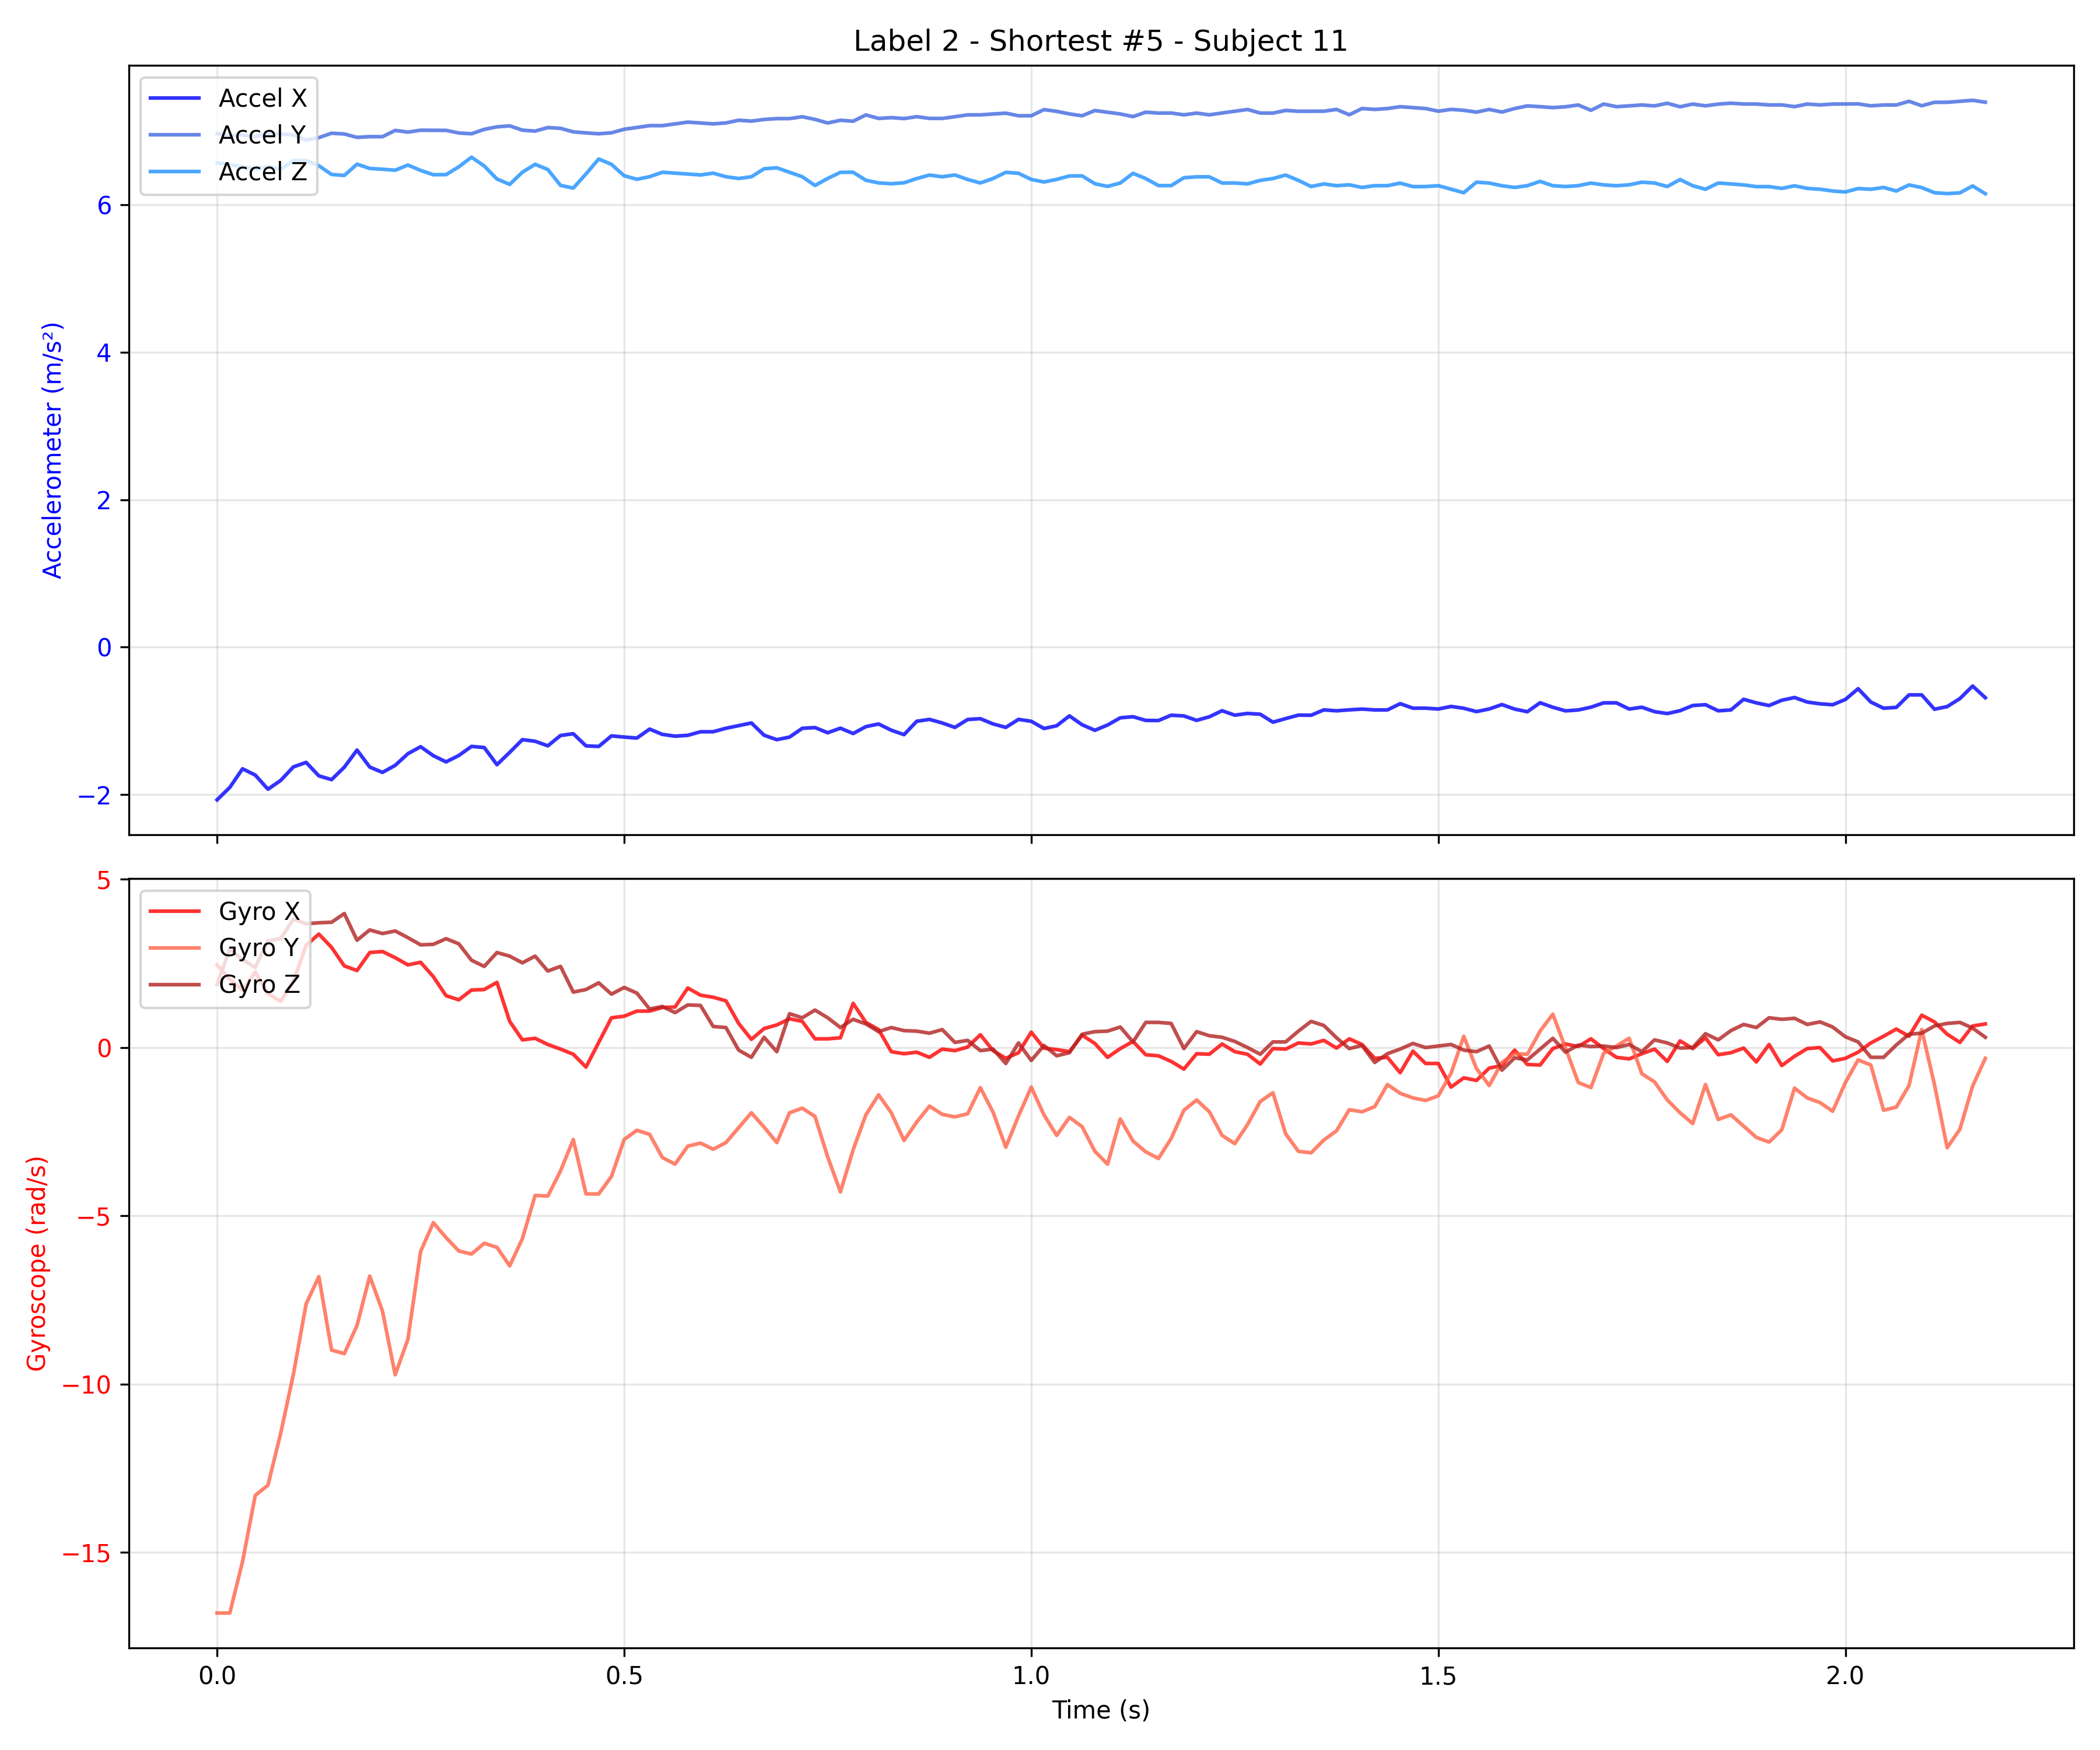 Label 2 - Shortest #5 - Subject 11
Accel X
Accel Y
Accel Z
6
4
2
0
−2
Accelerometer (m/s²)
Gyro X
Gyro Y
Gyro Z
5
0
−5
−10
−15
Gyroscope (rad/s)
0.0 0.5 1.0 1.5 2.0
Time (s)